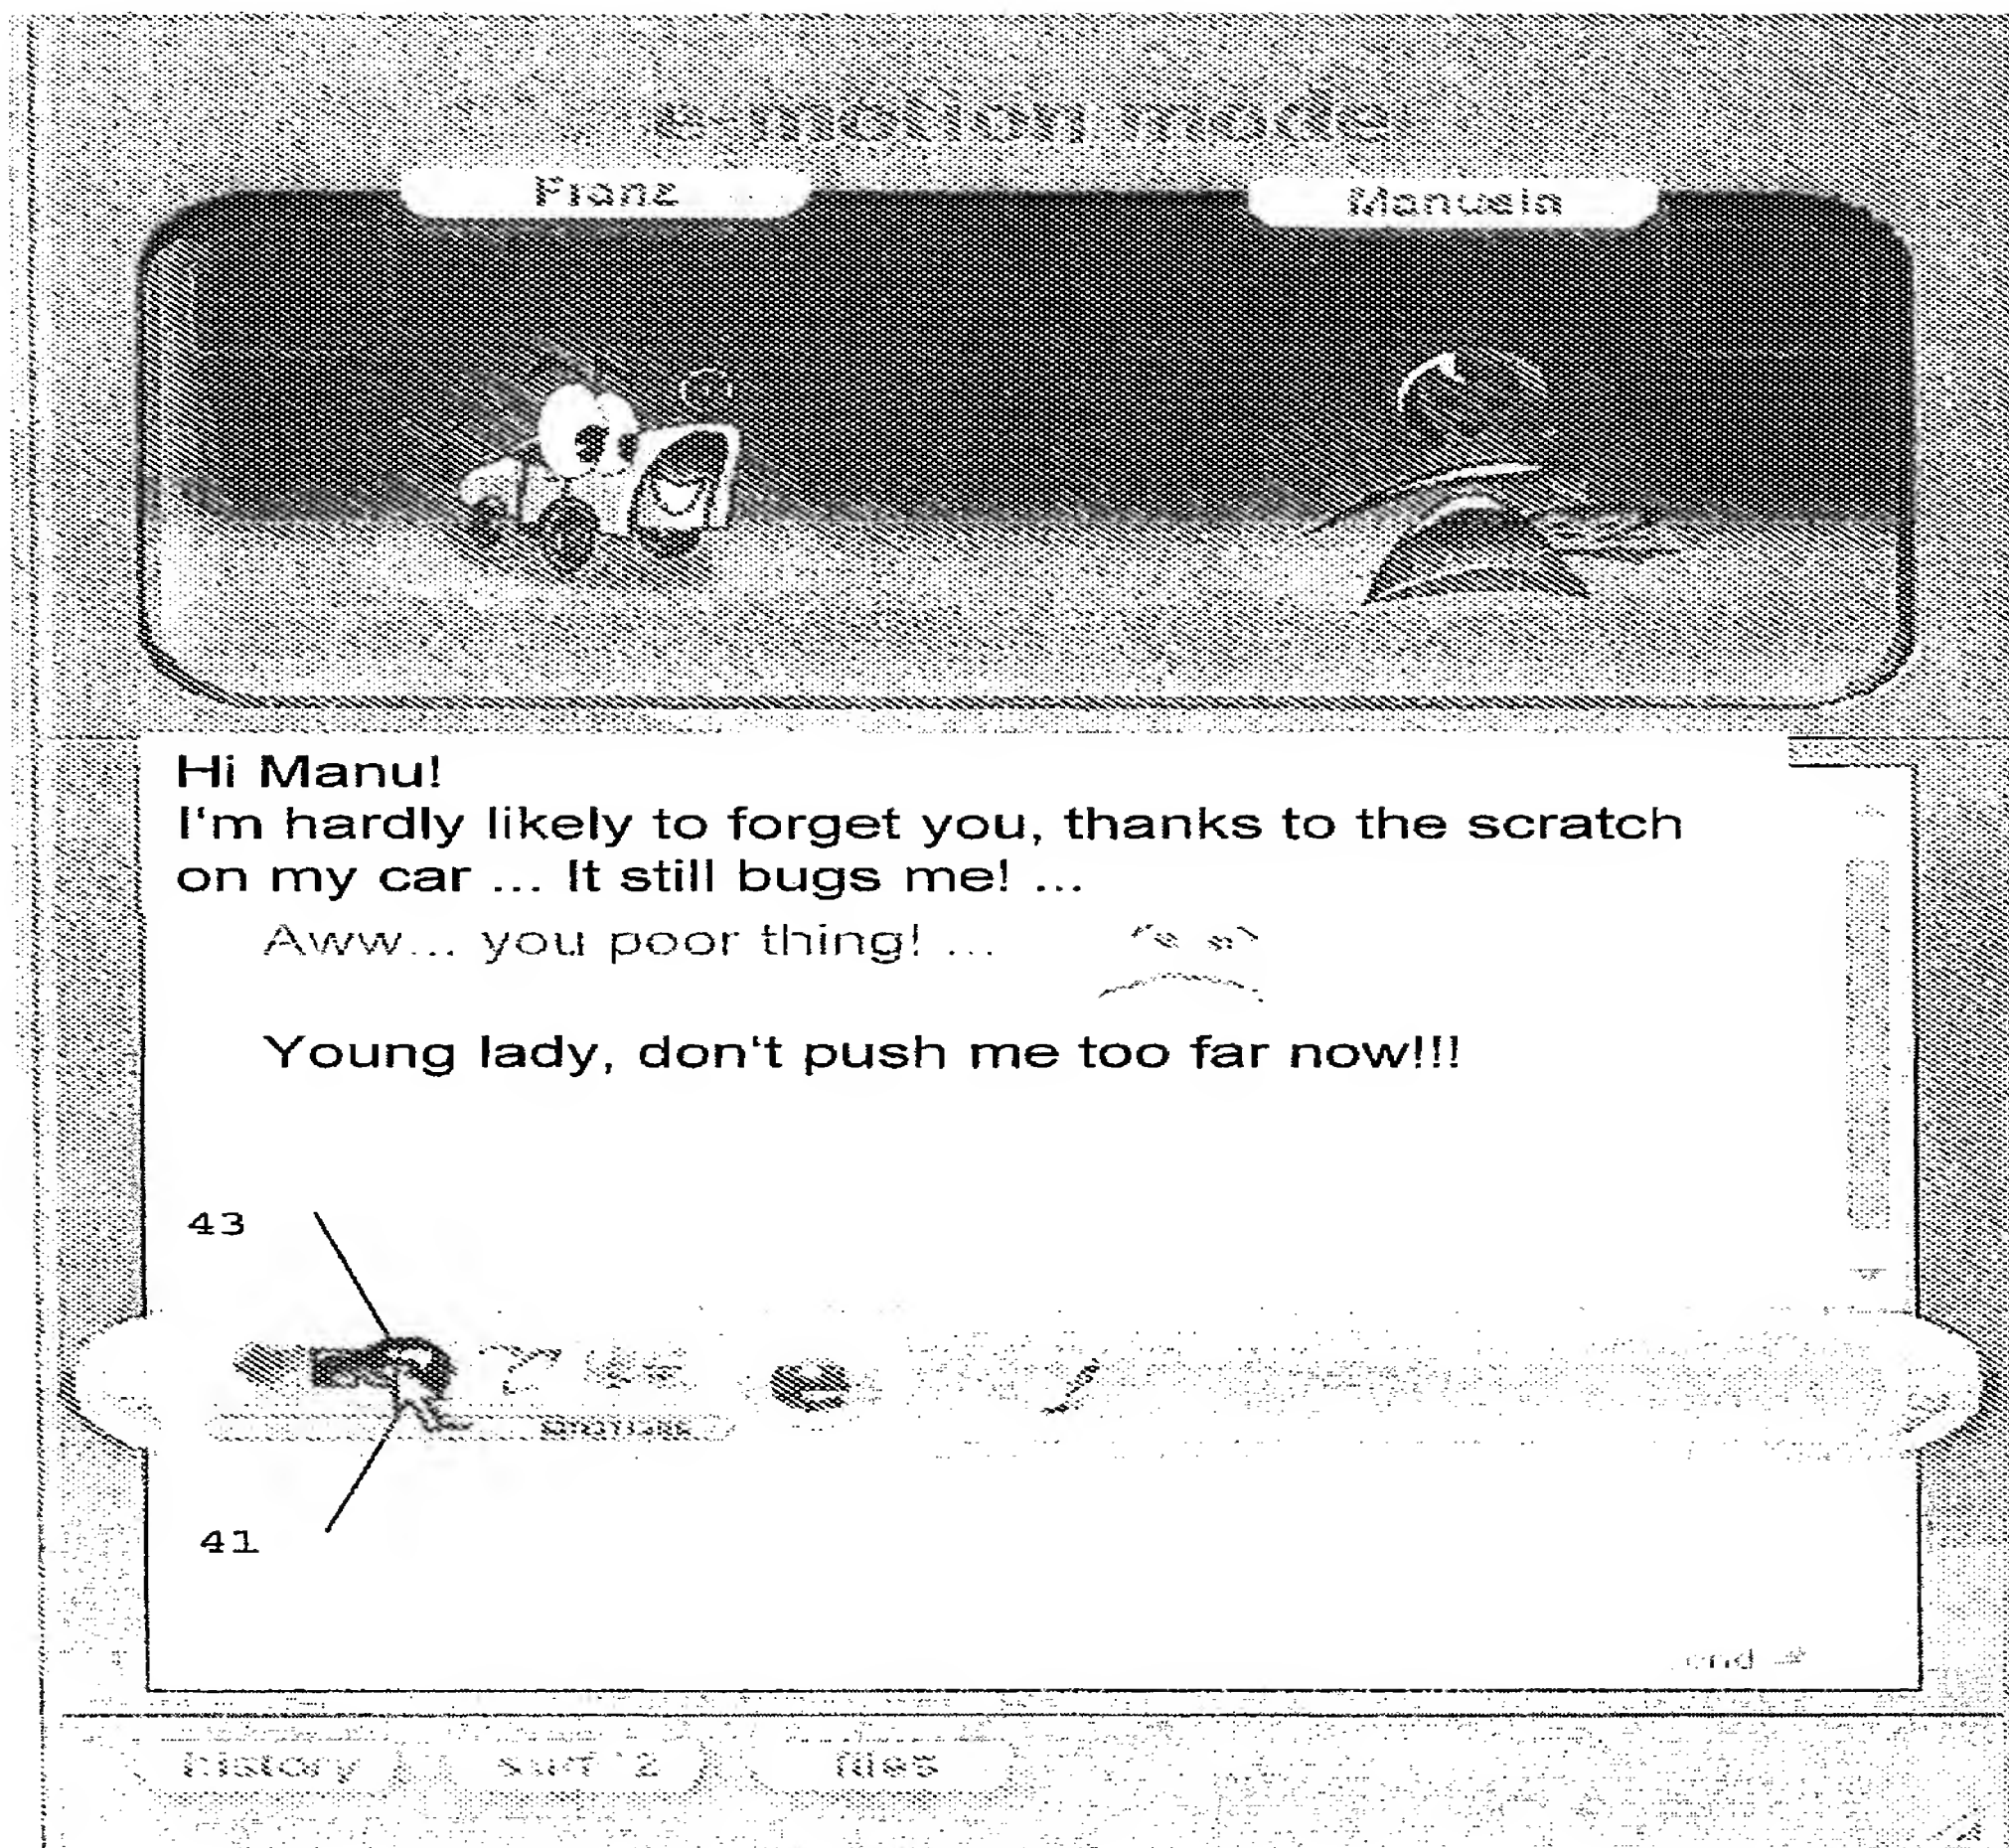 e-motion mode
Franz
Manuela
Hi Manu!
I'm hardly likely to forget you, thanks to the scratch
on my car ... It still bugs me! ...
Aww... you poor thing! ...
Young lady, don't push me too far now!!!
43
41
history
files